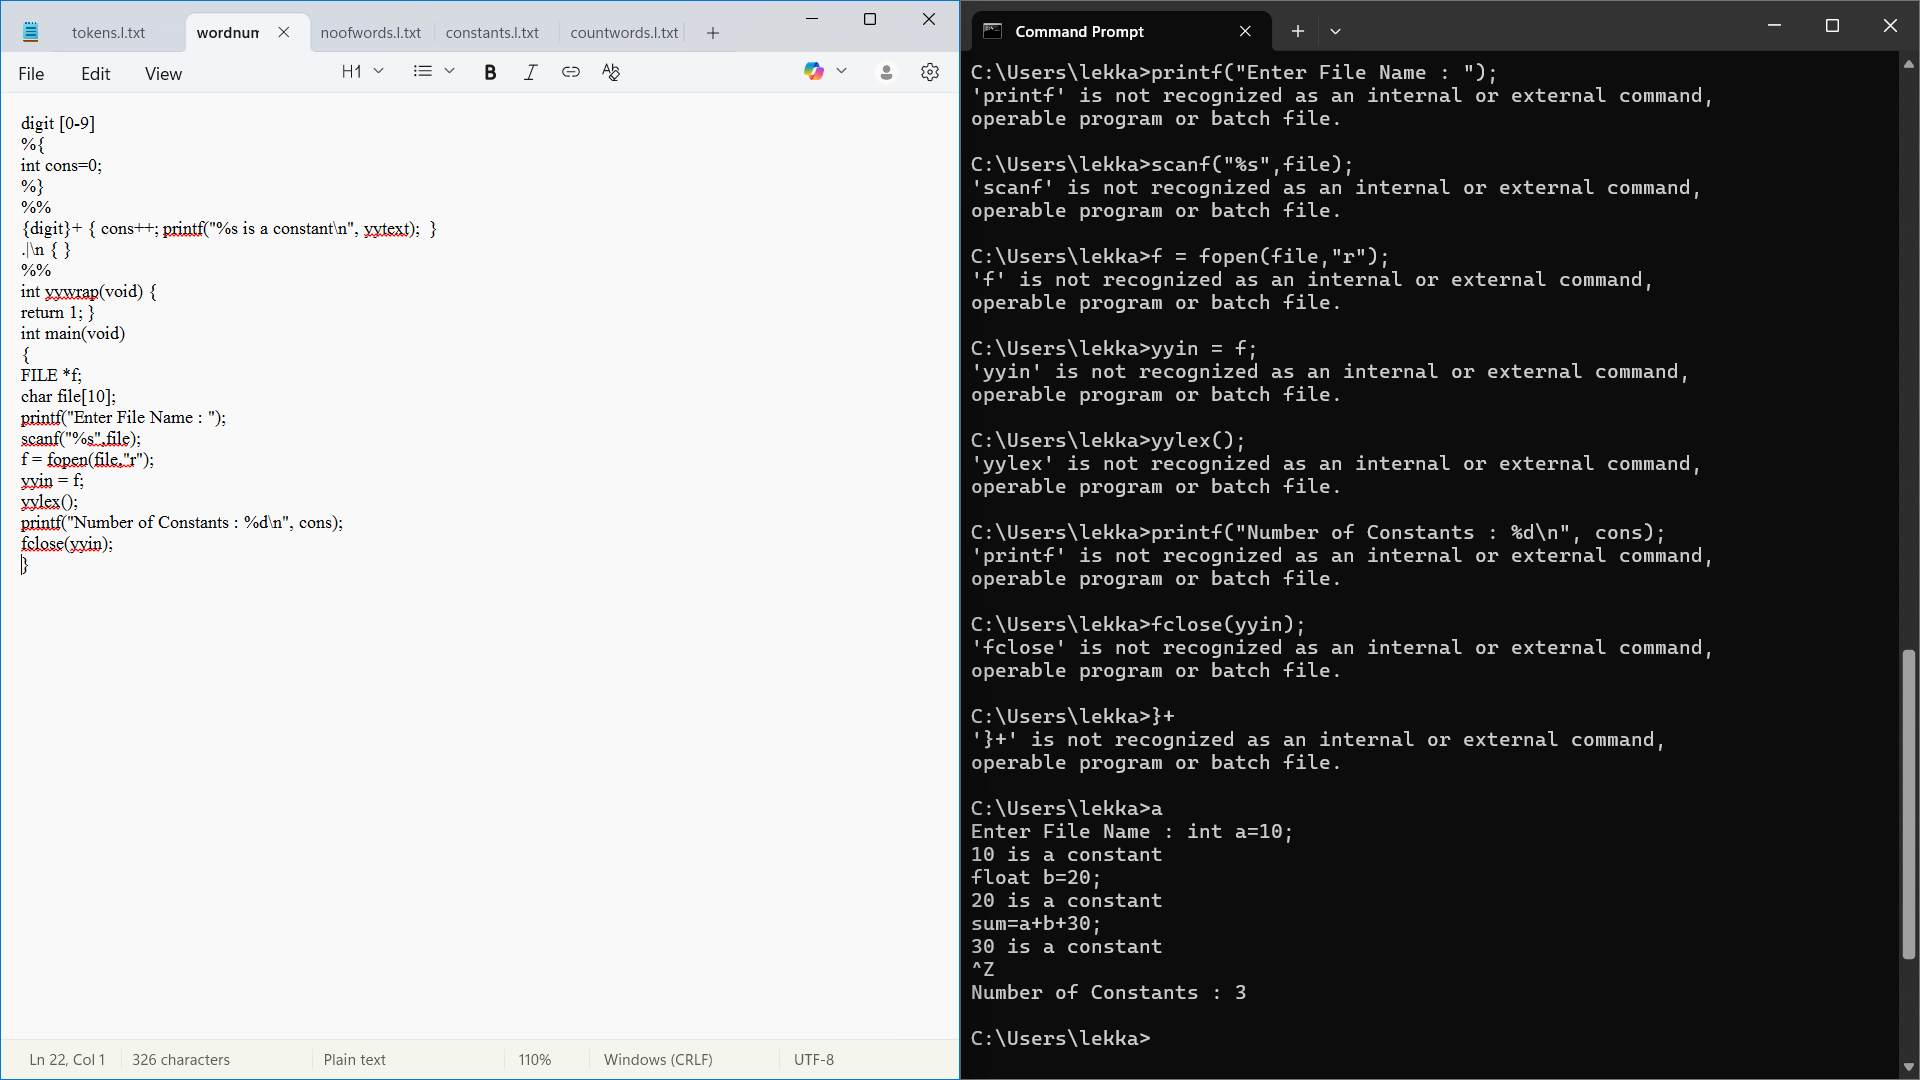 tokens.l.txt
wordnum
noofwords.l.txt
constants.l.txt
countwords.l.txt
File
Edit
View
H1
digit [0-9]
%{
int cons=0;
%}
%%
{digit}+ { cons++; printf("%s is a constant\n", yytext);  }
.|\n { }
%%
int yywrap(void) {
return 1; }
int main(void)
{
FILE *f;
char file[10];
printf("Enter File Name : ");
scanf("%s",file);
f = fopen(file,"r");
yyin = f;
yylex();
printf("Number of Constants : %d\n", cons);
fclose(yyin);
}
Ln 22, Col 1
326 characters
Plain text
110%
Windows (CRLF)
UTF-8
Command Prompt
C:\Users\lekka>printf("Enter File Name : ");
'printf' is not recognized as an internal or external command,
operable program or batch file.
C:\Users\lekka>scanf("%s",file);
'scanf' is not recognized as an internal or external command,
operable program or batch file.
C:\Users\lekka>f = fopen(file,"r");
'f' is not recognized as an internal or external command,
operable program or batch file.
C:\Users\lekka>yyin = f;
'yyin' is not recognized as an internal or external command,
operable program or batch file.
C:\Users\lekka>yylex();
'yylex' is not recognized as an internal or external command,
operable program or batch file.
C:\Users\lekka>printf("Number of Constants : %d\n", cons);
'printf' is not recognized as an internal or external command,
operable program or batch file.
C:\Users\lekka>fclose(yyin);
'fclose' is not recognized as an internal or external command,
operable program or batch file.
C:\Users\lekka>}+
'}+' is not recognized as an internal or external command,
operable program or batch file.
C:\Users\lekka>a
Enter File Name : int a=10;
10 is a constant
float b=20;
20 is a constant
sum=a+b+30;
30 is a constant
^Z
Number of Constants : 3
C:\Users\lekka>